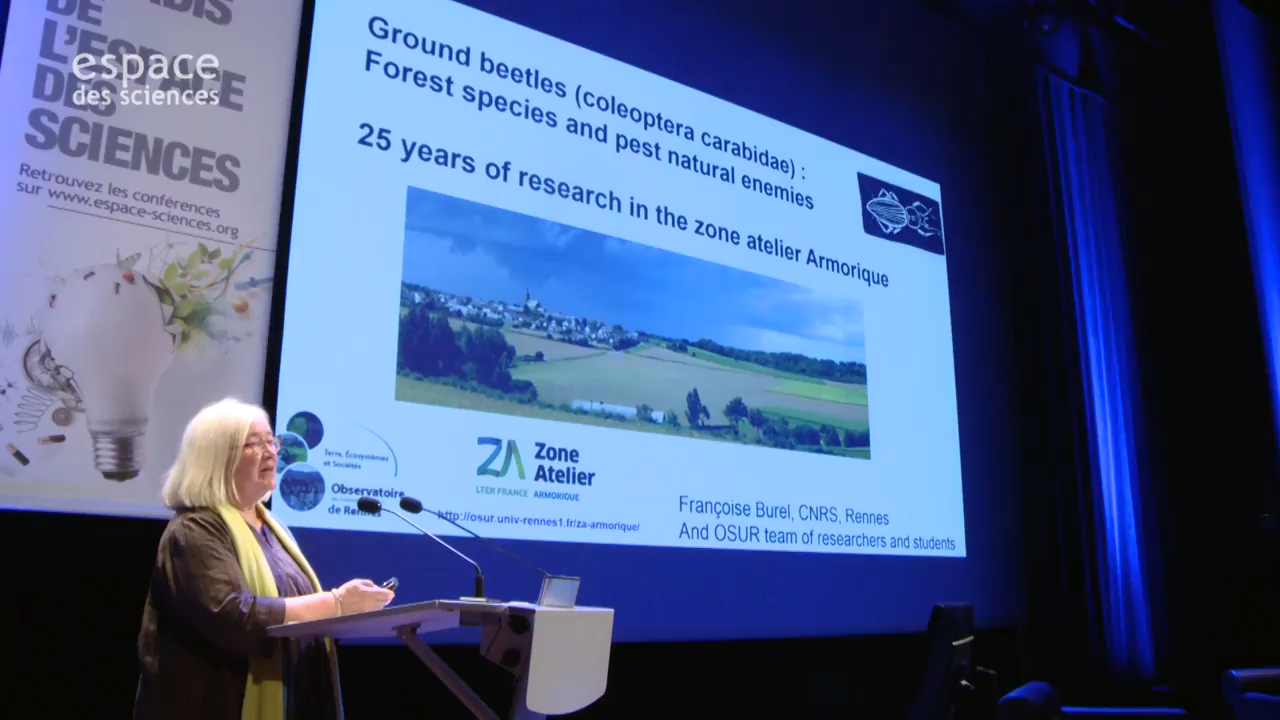 DE
L'ESPACE
DES
SCIENCES
espace
des sciences
Retrouvez les conférences
sur www.espace-sciences.org
Ground beetles (coleoptera carabidae) :
Forest species and pest natural enemies
25 years of research in the zone atelier Armorique
Terre, Écosystèmes
et Sociétés
Observatoire
de Rennes
ZA Zone
Atelier
LTER FRANCE ARMORIQUE
http://osur.univ-rennes1.fr/za-armorique/
Françoise Burel, CNRS, Rennes
And OSUR team of researchers and students